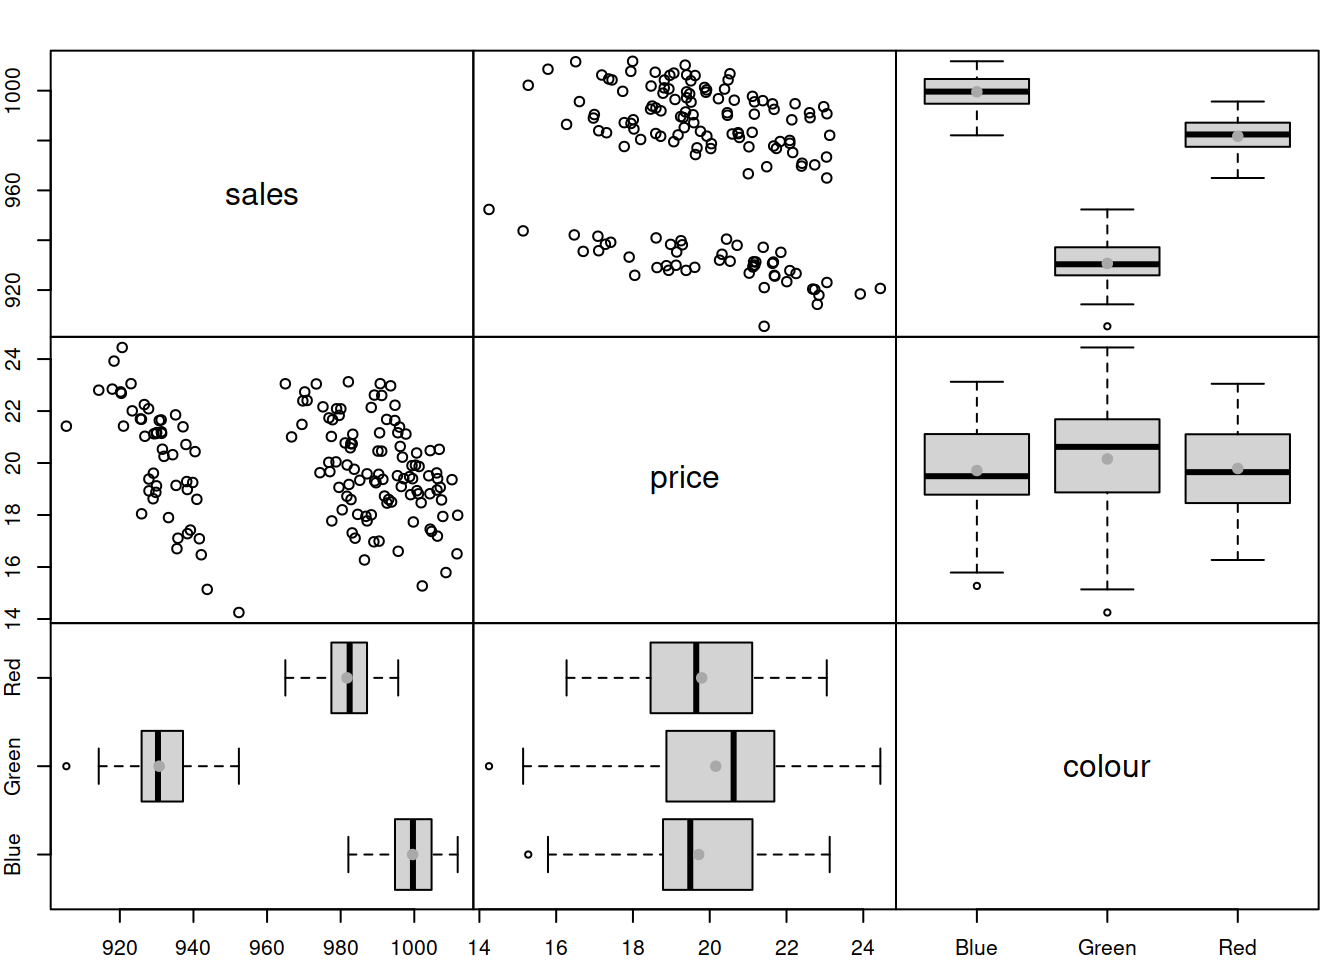 1000
960
920
sales
24
22
20
18
16
14
price
Red
Green
Blue
colour
920 940 960 980 1000 14 16 18 20 22 24 Blue Green Red